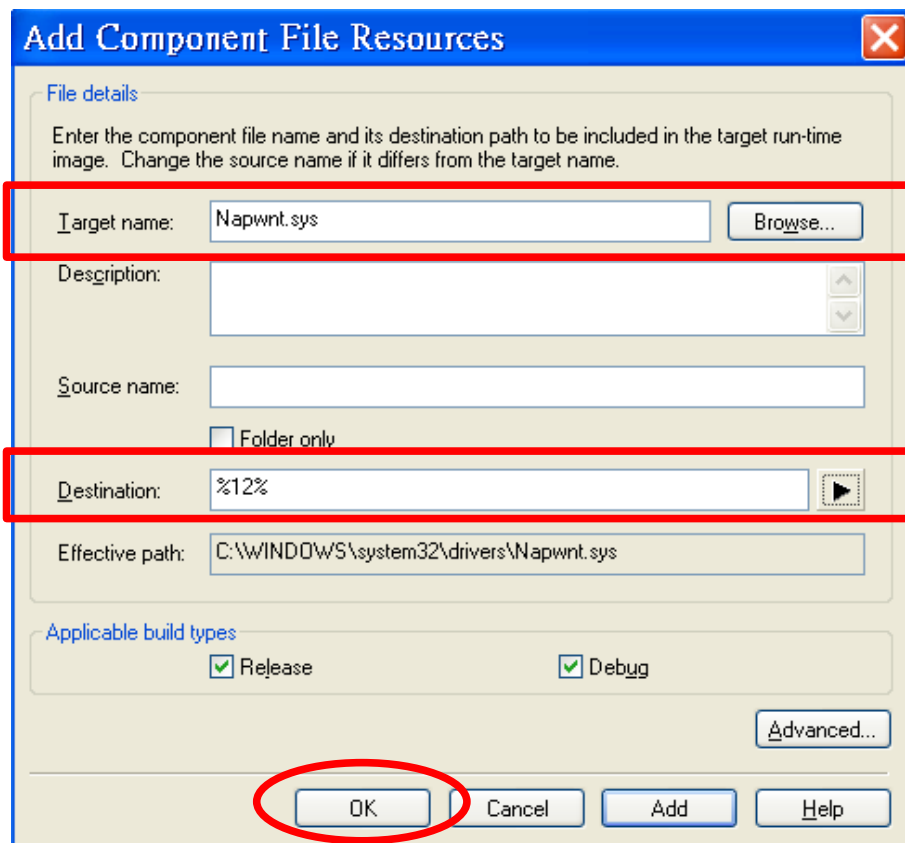 Add Component File Resources
File details
Enter the component file name and its destination path to be included in the target run-time
image. Change the source name if it differs from the target name.
Target name:
Napwnt.sys
Browse...
Description:
Source name:
Folder only
Destination:
%12%
Effective path:
C:\WINDOWS\system32\drivers\Napwnt.sys
Applicable build types
Release
Debug
Advanced...
OK
Cancel
Add
Help